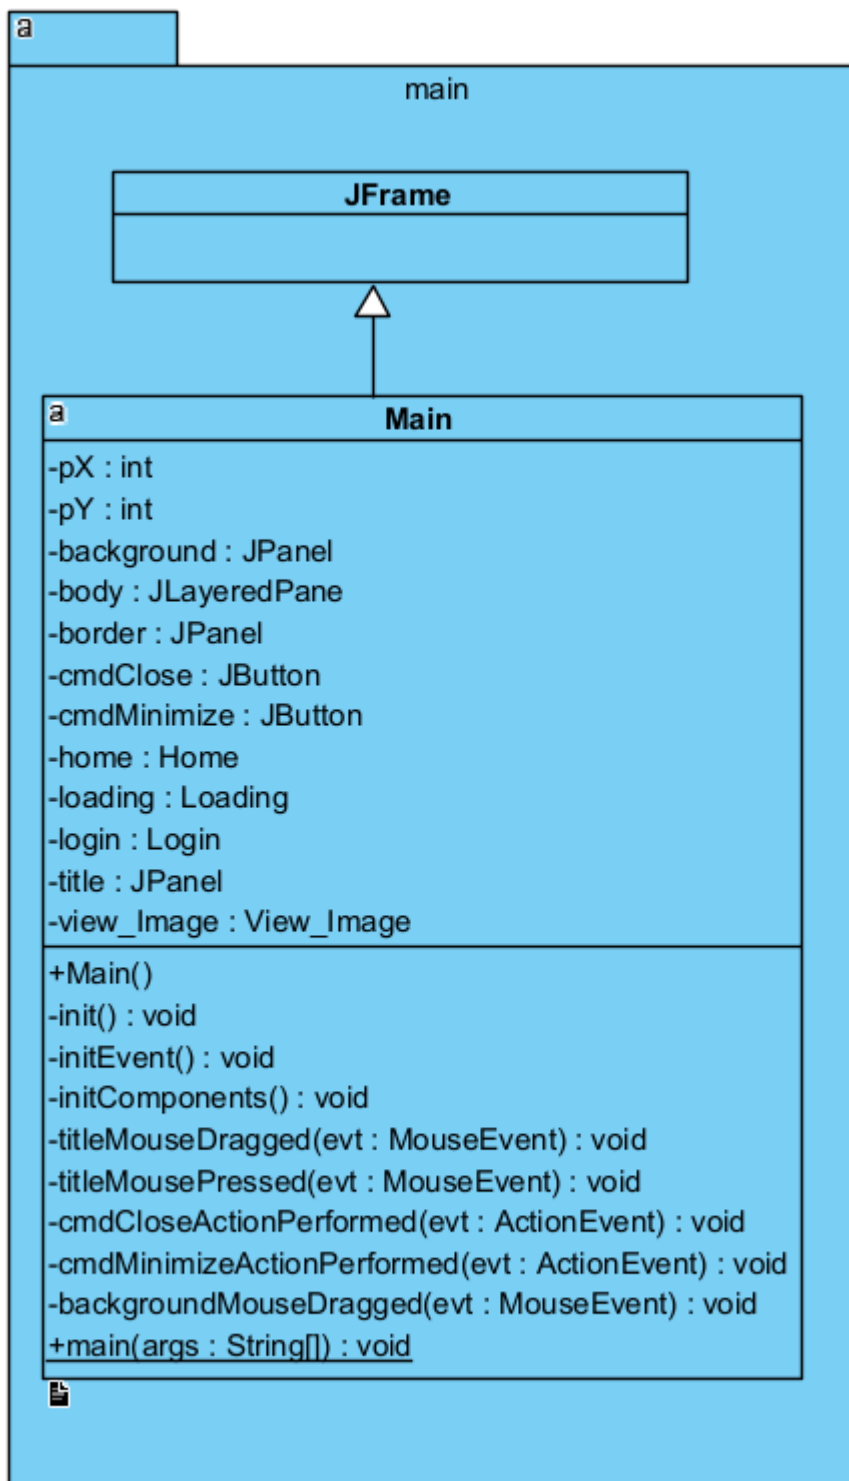 a
main
JFrame
a
Main
-pX : int
-pY : int
-background : JPanel
-body : JLayeredPane
-border : JPanel
-cmdClose : JButton
-cmdMinimize : JButton
-home : Home
-loading : Loading
-login : Login
-title : JPanel
-view_Image : View_Image
+Main()
-init() : void
-initEvent() : void
-initComponents() : void
-titleMouseDragged(evt : MouseEvent) : void
-titleMousePressed(evt : MouseEvent) : void
-cmdCloseActionPerformed(evt : ActionEvent) : void
-cmdMinimizeActionPerformed(evt : ActionEvent) : void
-backgroundMouseDragged(evt : MouseEvent) : void
+main(args : String[]) : void